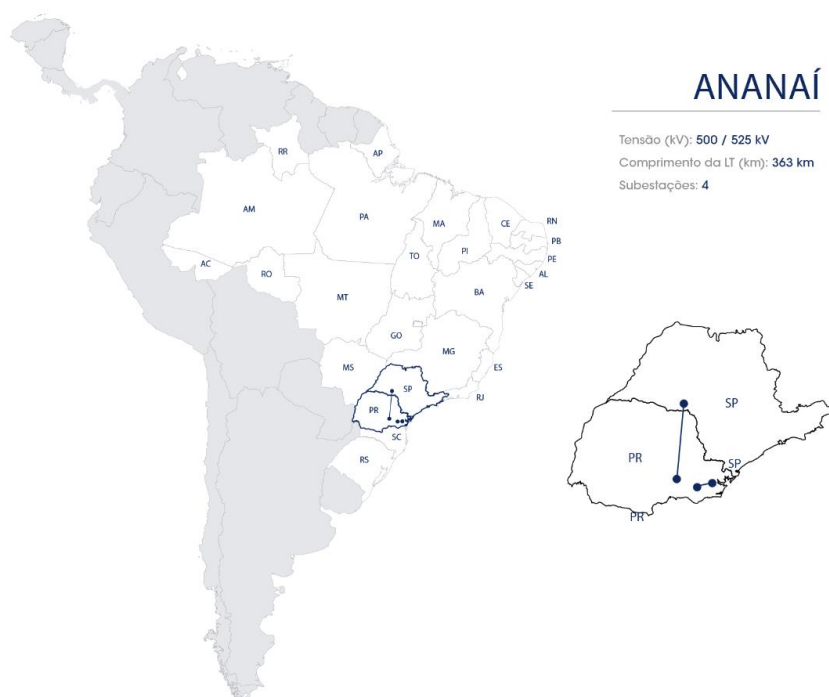 ANANAÍ
Tensão (kV): 500 / 525 kV
Comprimento da LT (km): 363 km
Subestações: 4
RR
AP
AM
PA
MA
CE
RN
PB
PE
AL
SE
PI
TO
AC
RO
MT
BA
GO
MG
ES
MS
SP
RJ
PR
SC
RS
SP
PR
SP
PR